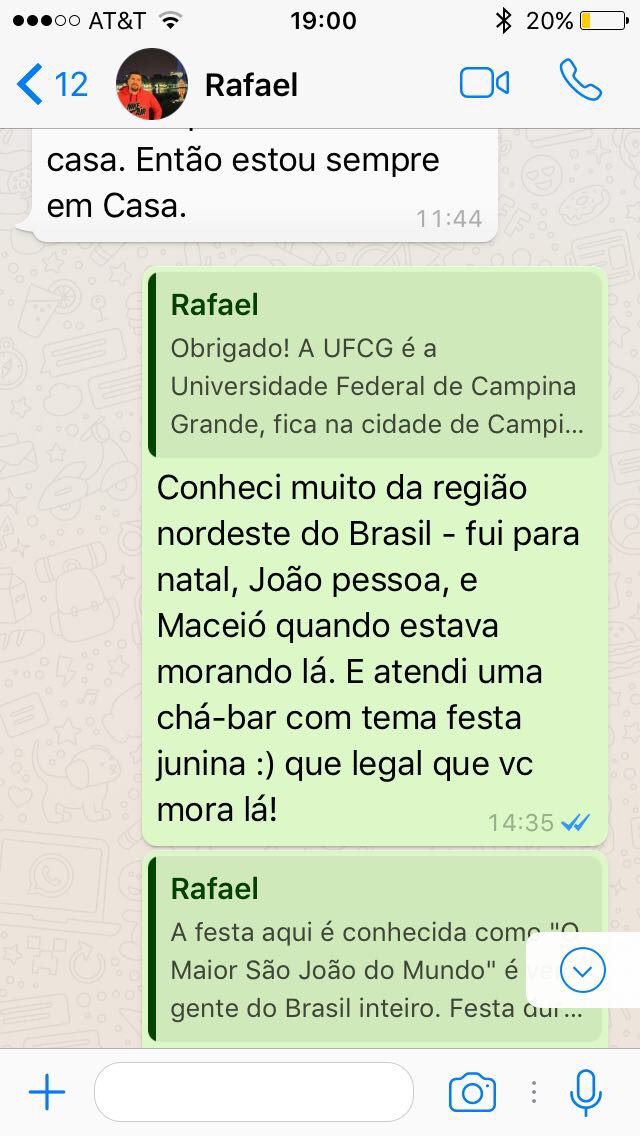 AT&T 19:00 20%
12 Rafael
casa. Então estou sempre
em Casa.
11:44
Rafael
Obrigado! A UFCG é a
Universidade Federal de Campina
Grande, fica na cidade de Campi...
Conheci muito da região
nordeste do Brasil - fui para
natal, João pessoa, e
Maceió quando estava
morando lá. E atendi uma
chá-bar com tema festa
junina :) que legal que vc
mora lá!
14:35
Rafael
A festa aqui é conhecida como "O
Maior São João do Mundo" é
gente do Brasil inteiro. Festa dur...